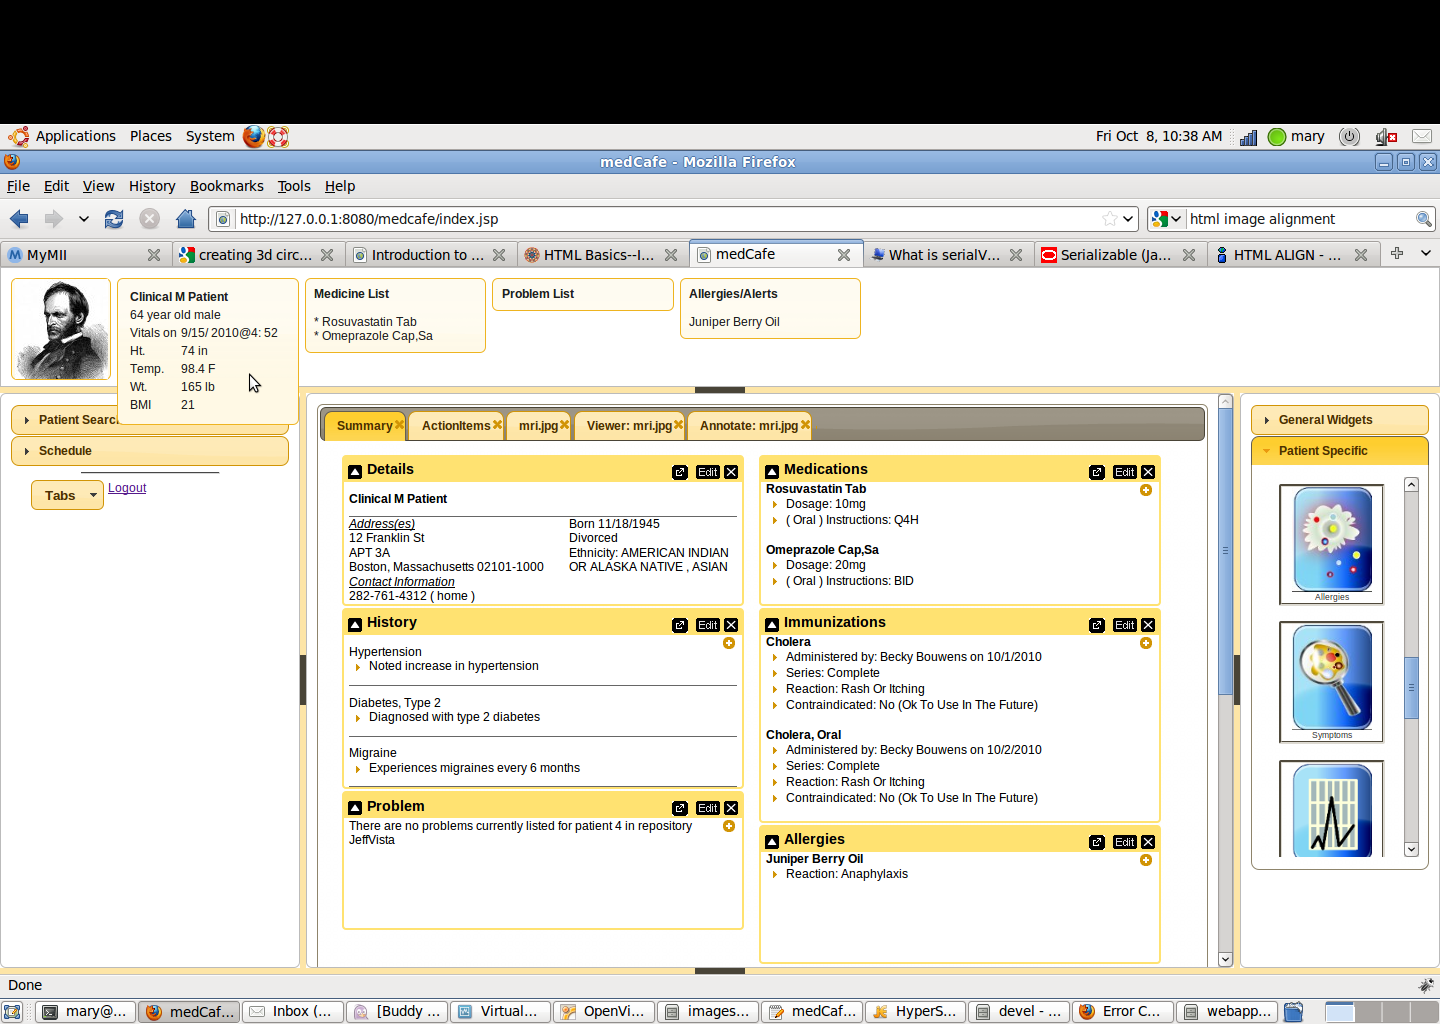 Applications Places System Fri Oct 8, 10:38 AM mary
medCafe - Mozilla Firefox
File Edit View History Bookmarks Tools Help
http://127.0.0.1:8080/medcafe/index.jsp html image alignment
MyMII creating 3d circ... Introduction to ... HTML Basics--I... medCafe What is serialV... Serializable (Ja... HTML ALIGN - ...
Clinical M Patient
64 year old male
Vitals on 9/15/ 2010@4: 52
Ht. 74 in
Temp. 98.4 F
Wt. 165 lb
BMI 21
Medicine List
* Rosuvastatin Tab
* Omeprazole Cap,Sa
Problem List
Allergies/Alerts
Juniper Berry Oil
Patient Searc
Schedule
Tabs Logout
Summary ActionItems mri.jpg Viewer: mri.jpg Annotate: mri.jpg
Details Edit
Clinical M Patient
Address(es) Born 11/18/1945
12 Franklin St Divorced
APT 3A Ethnicity: AMERICAN INDIAN
Boston, Massachusetts 02101-1000 OR ALASKA NATIVE , ASIAN
Contact Information
282-761-4312 ( home )
History Edit
Hypertension
Noted increase in hypertension
Diabetes, Type 2
Diagnosed with type 2 diabetes
Migraine
Experiences migraines every 6 months
Problem Edit
There are no problems currently listed for patient 4 in repository
JeffVista
Medications Edit
Rosuvastatin Tab
Dosage: 10mg
( Oral ) Instructions: Q4H
Omeprazole Cap,Sa
Dosage: 20mg
( Oral ) Instructions: BID
Immunizations Edit
Cholera
Administered by: Becky Bouwens on 10/1/2010
Series: Complete
Reaction: Rash Or Itching
Contraindicated: No (Ok To Use In The Future)
Cholera, Oral
Administered by: Becky Bouwens on 10/2/2010
Series: Complete
Reaction: Rash Or Itching
Contraindicated: No (Ok To Use In The Future)
Allergies Edit
Juniper Berry Oil
Reaction: Anaphylaxis
General Widgets
Patient Specific
Allergies
Symptoms
Done
mary@... medCaf... Inbox (... [Buddy ... Virtual... OpenVi... images... medCaf... HyperS... devel - ... Error C... webapp...